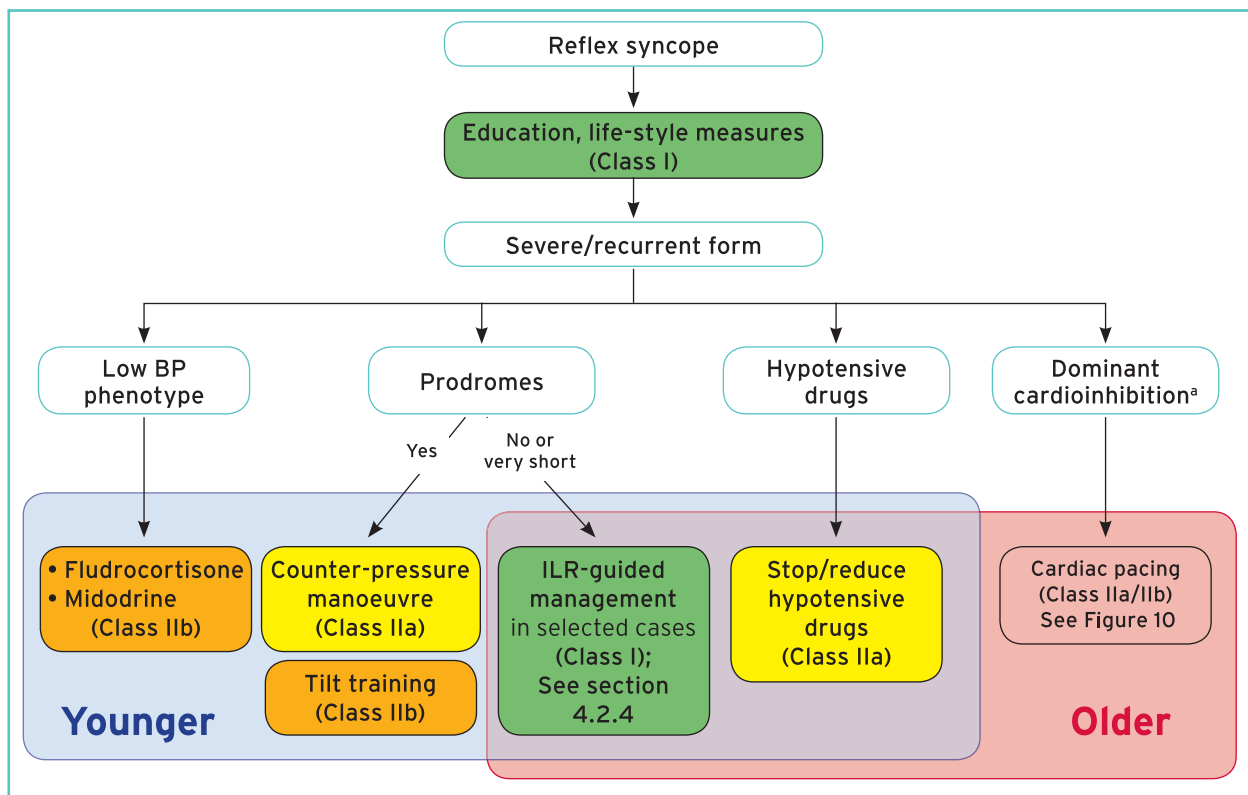 Reflex syncope
Education, life-style measures
(Class I)
Severe/recurrent form
Low BP
phenotype
Prodromes
Hypotensive
drugs
Dominant
cardioinhibitionᵃ
Yes
No or
very short
• Fludrocortisone
• Midodrine
(Class IIb)
Counter-pressure
manoeuvre
(Class IIa)
Tilt training
(Class IIb)
ILR-guided
management
in selected cases
(Class I);
See section
4.2.4
Stop/reduce
hypotensive
drugs
(Class IIa)
Cardiac pacing
(Class IIa/IIb)
See Figure 10
Younger
Older